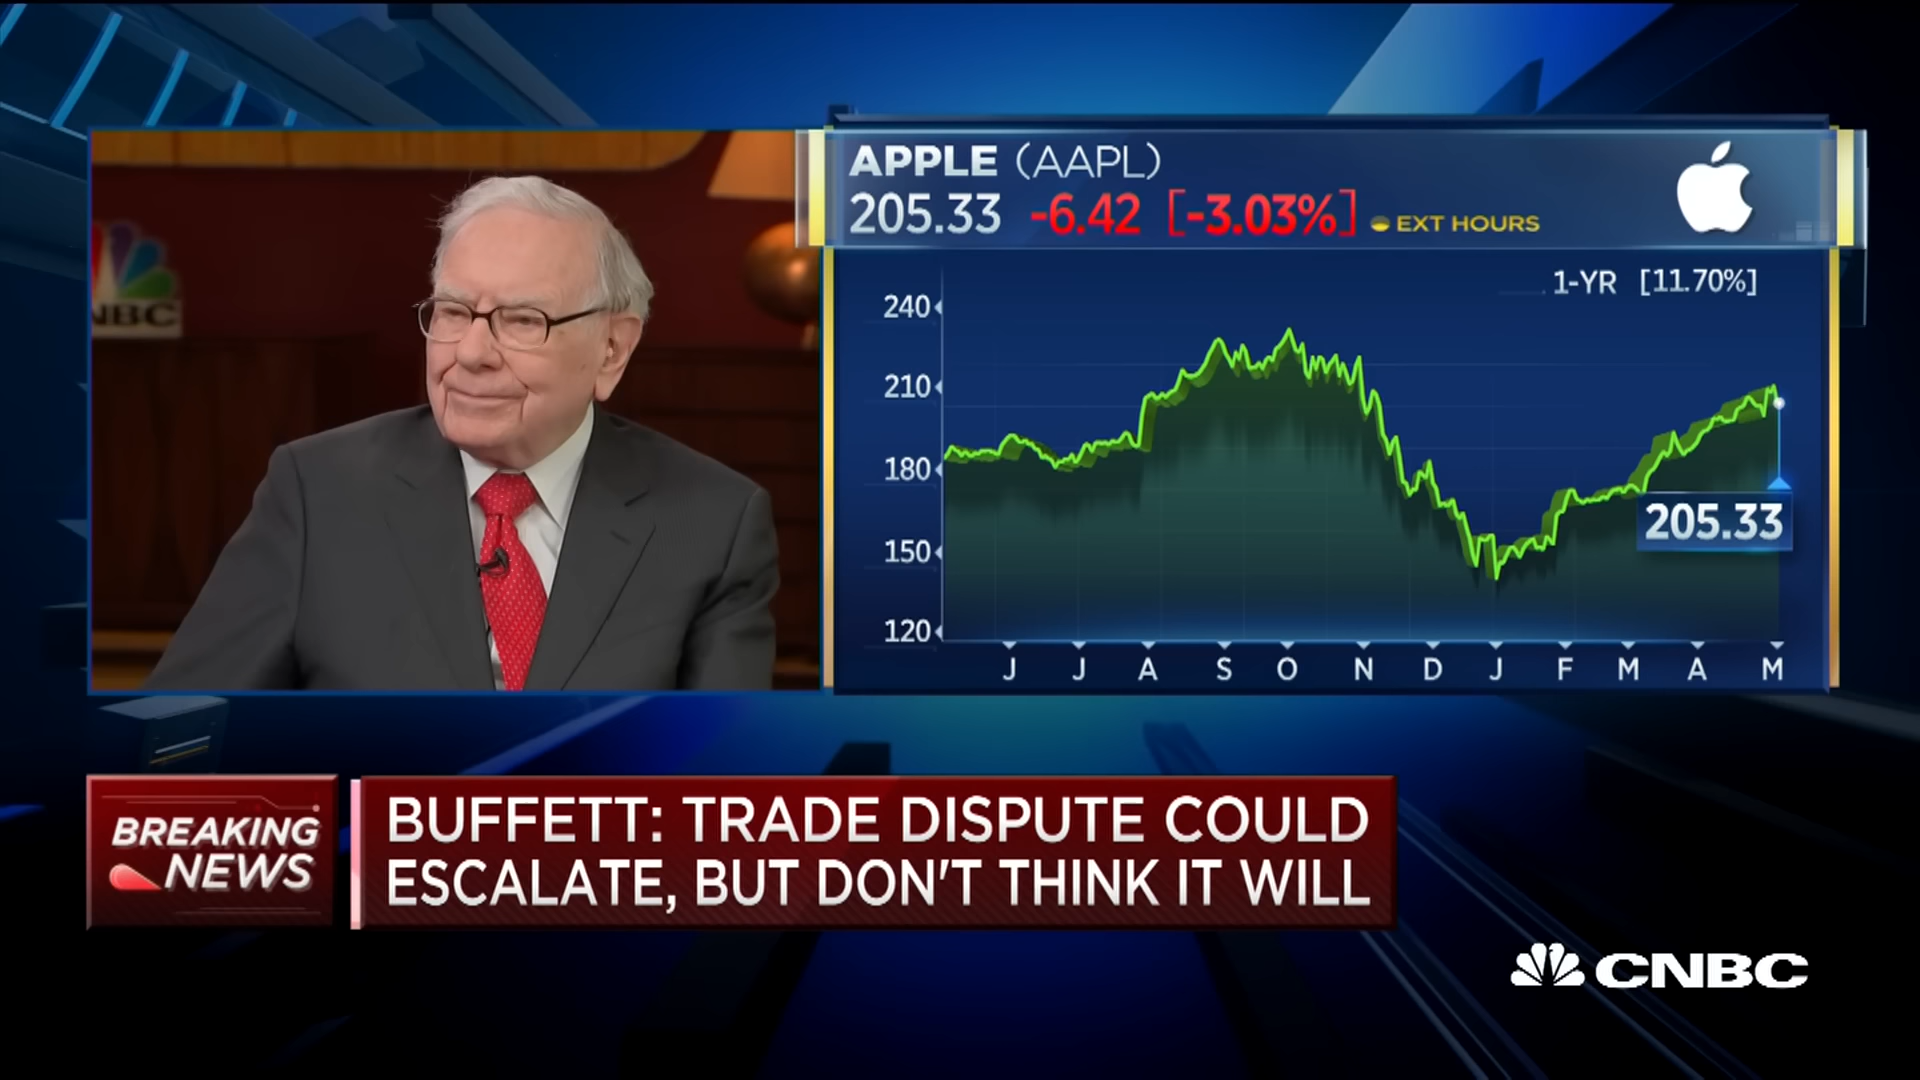 NBC
APPLE (AAPL)
205.33 -6.42 [-3.03%] EXT HOURS
1-YR [11.70%]
240
210
180
150
120
205.33
J J A S O N D J F M A M
BREAKING
NEWS
BUFFETT: TRADE DISPUTE COULD
ESCALATE, BUT DON'T THINK IT WILL
CNBC